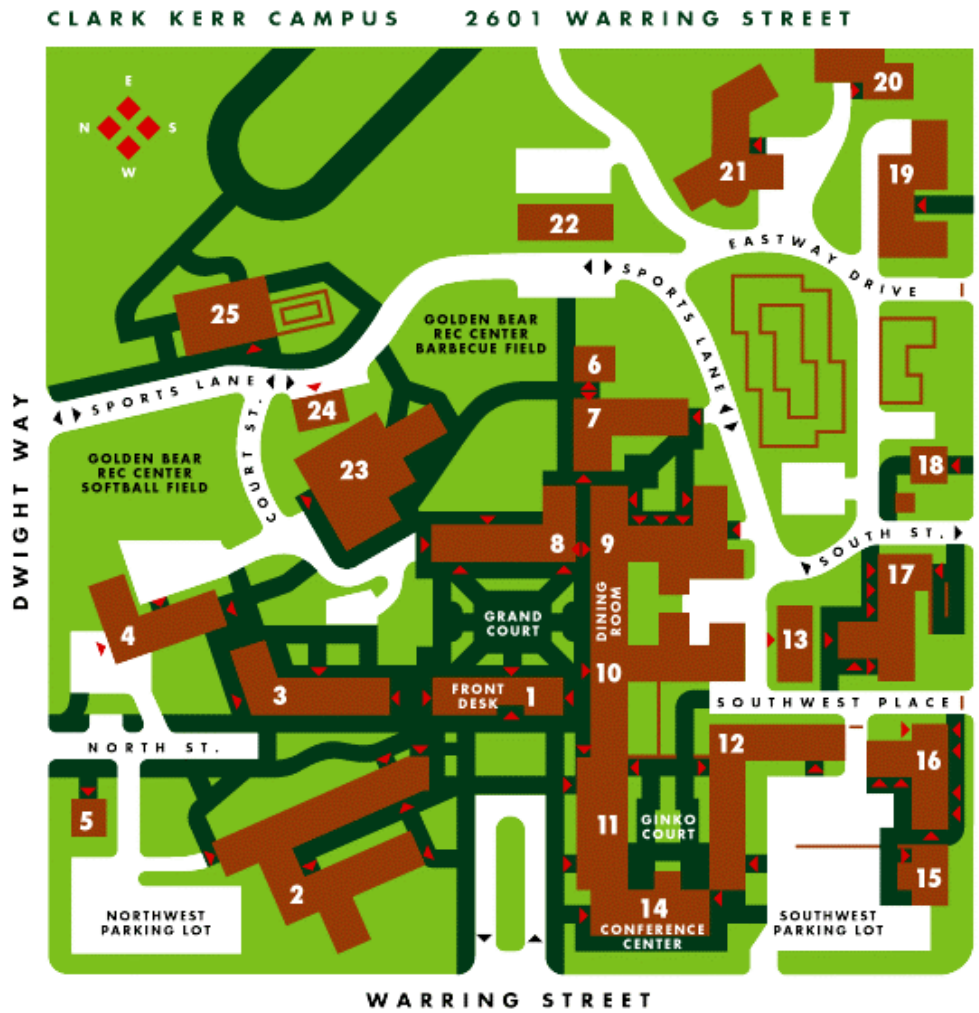 CLARK KERR CAMPUS 2601 WARRING STREET
E
N S
W
20
21
19
22
EASTWAY DRIVE
SPORTS LANE
25
GOLDEN BEAR
REC CENTER
BARBECUE FIELD
6
SPORTS LANE
24
7
DWIGHT WAY
GOLDEN BEAR
REC CENTER
SOFTBALL FIELD
COURT ST.
23
18
8
9
SOUTH ST.
17
DINING
ROOM
GRAND
COURT
4
13
3
FRONT
DESK
1
10
SOUTHWEST PLACE
NORTH ST.
12
16
5
11
GINKO
COURT
2
15
14
CONFERENCE
CENTER
NORTHWEST
PARKING LOT
SOUTHWEST
PARKING LOT
WARRING STREET